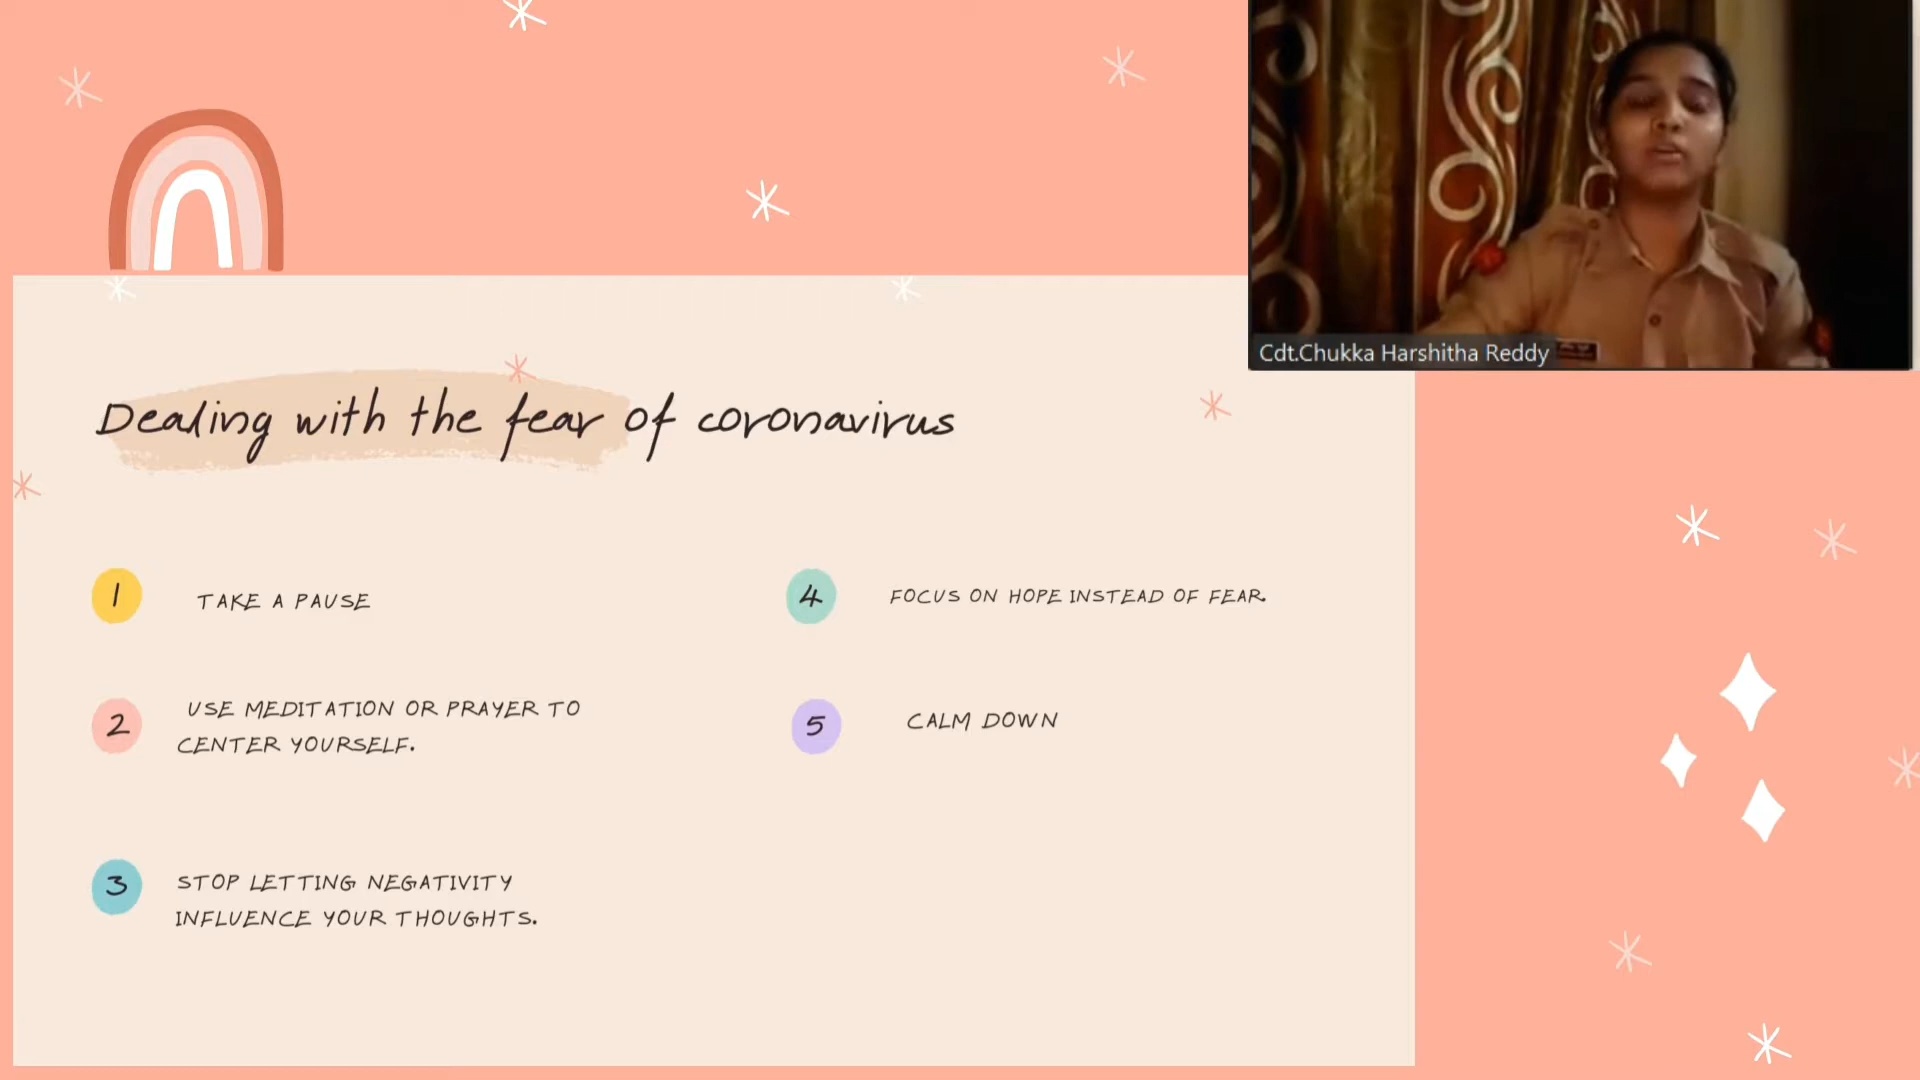 Cdt.Chukka Harshitha Reddy
Dealing with the fear of coronavirus
1
TAKE A PAUSE
2
USE MEDITATION OR PRAYER TO
CENTER YOURSELF.
3
STOP LETTING NEGATIVITY
INFLUENCE YOUR THOUGHTS.
4
FOCUS ON HOPE INSTEAD OF FEAR.
5
CALM DOWN